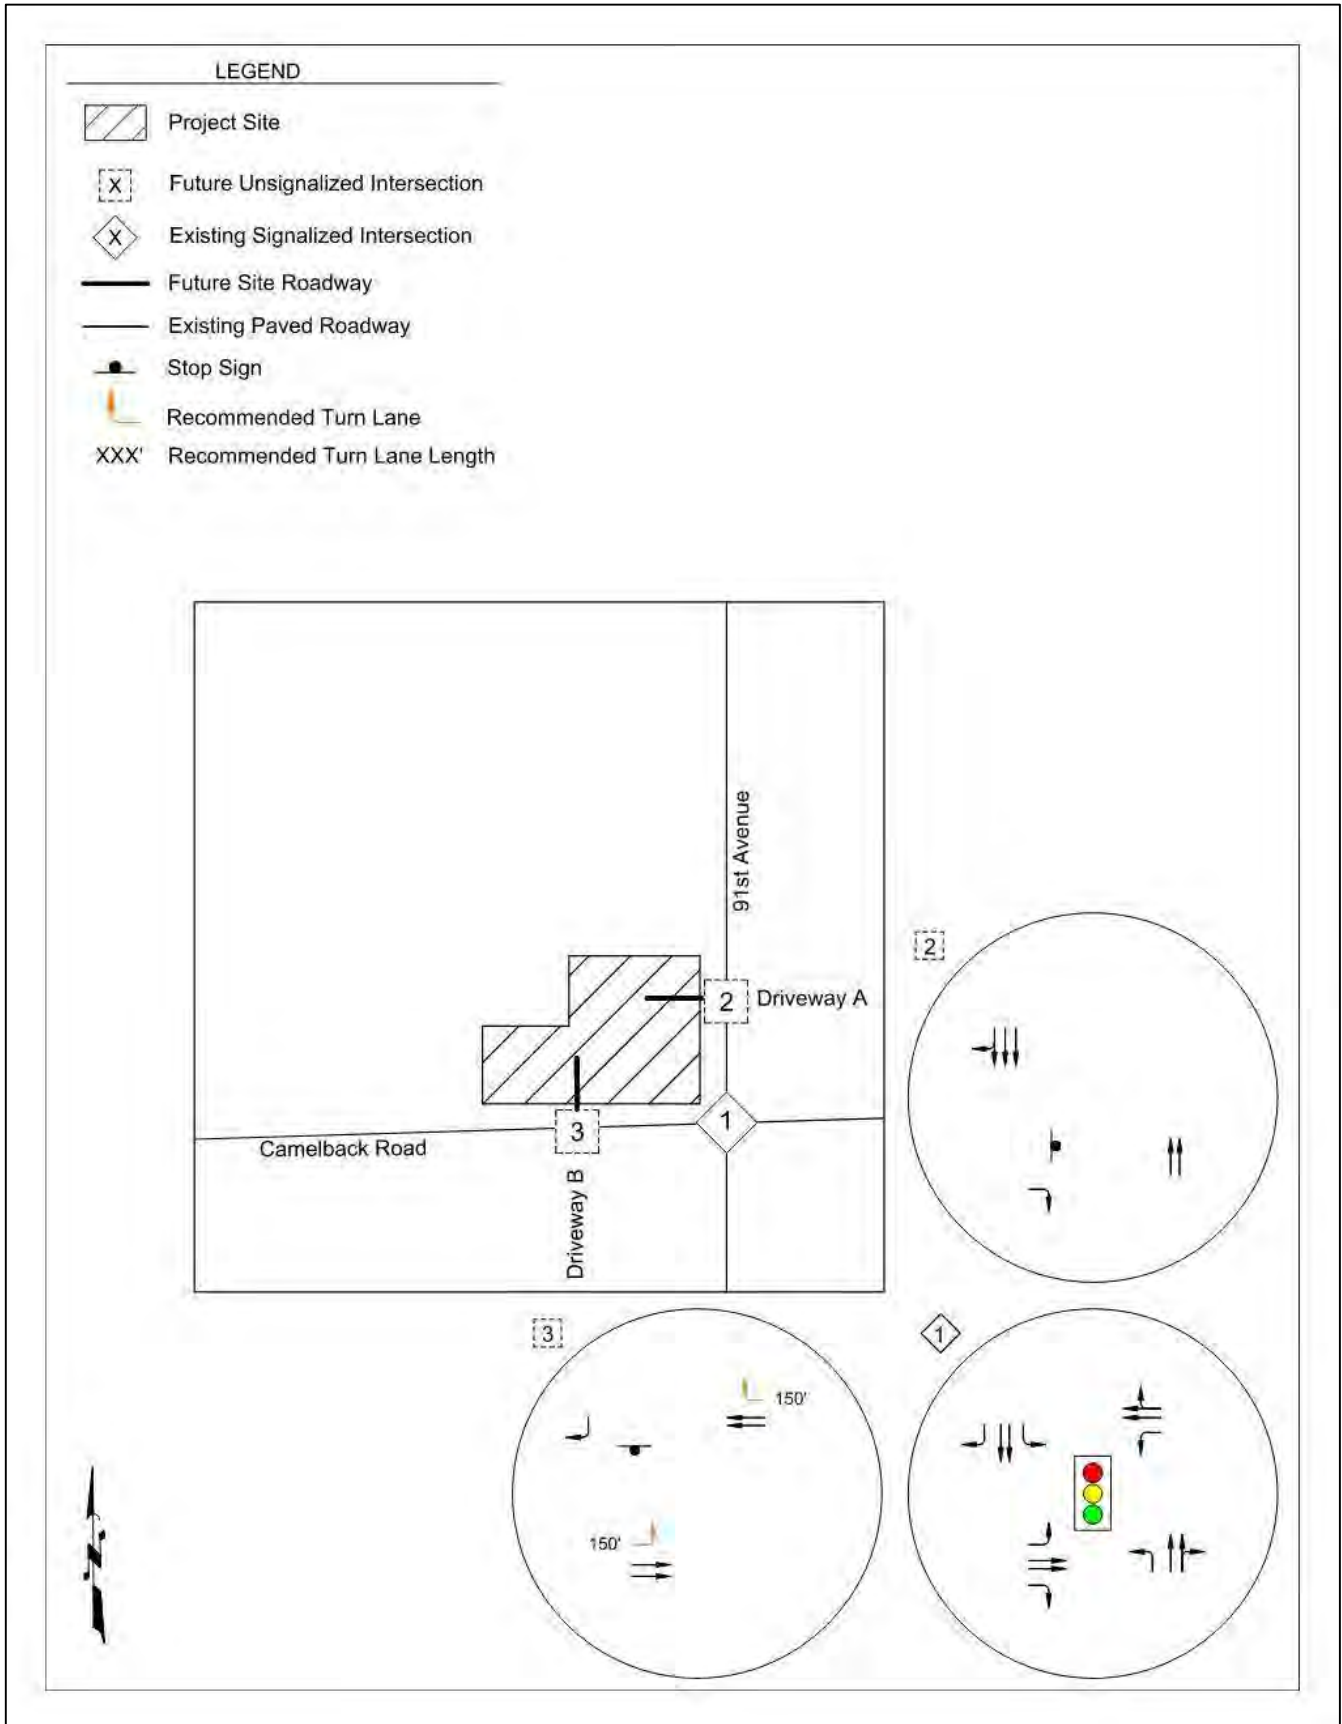 LEGEND
Project Site
X Future Unsignalized Intersection
X Existing Signalized Intersection
Future Site Roadway
Existing Paved Roadway
Stop Sign
Recommended Turn Lane
XXX' Recommended Turn Lane Length
91st Avenue
2
2 Driveway A
1
3
Camelback Road
Driveway B
3
1
150'
150'
N